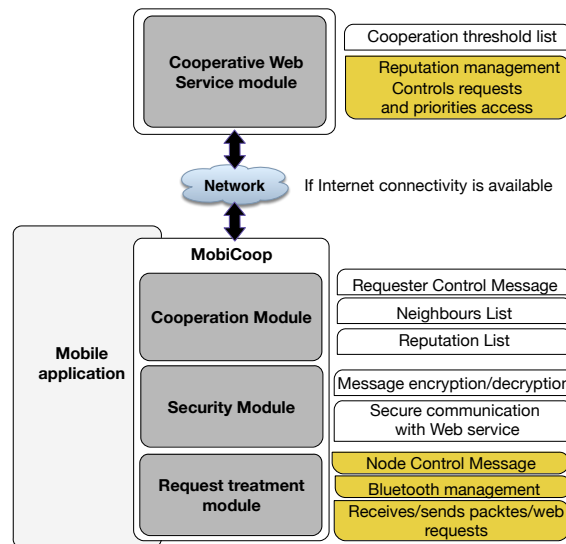 Cooperative Web
Service module
Cooperation threshold list
Reputation management
Controls requests
and priorities access
Network
If Internet connectivity is available
MobiCoop
Mobile
application
Cooperation Module
Requester Control Message
Neighbours List
Reputation List
Security Module
Message encryption/decryption
Secure communication
with Web service
Request treatment
module
Node Control Message
Bluetooth management
Receives/sends packtes/web
requests